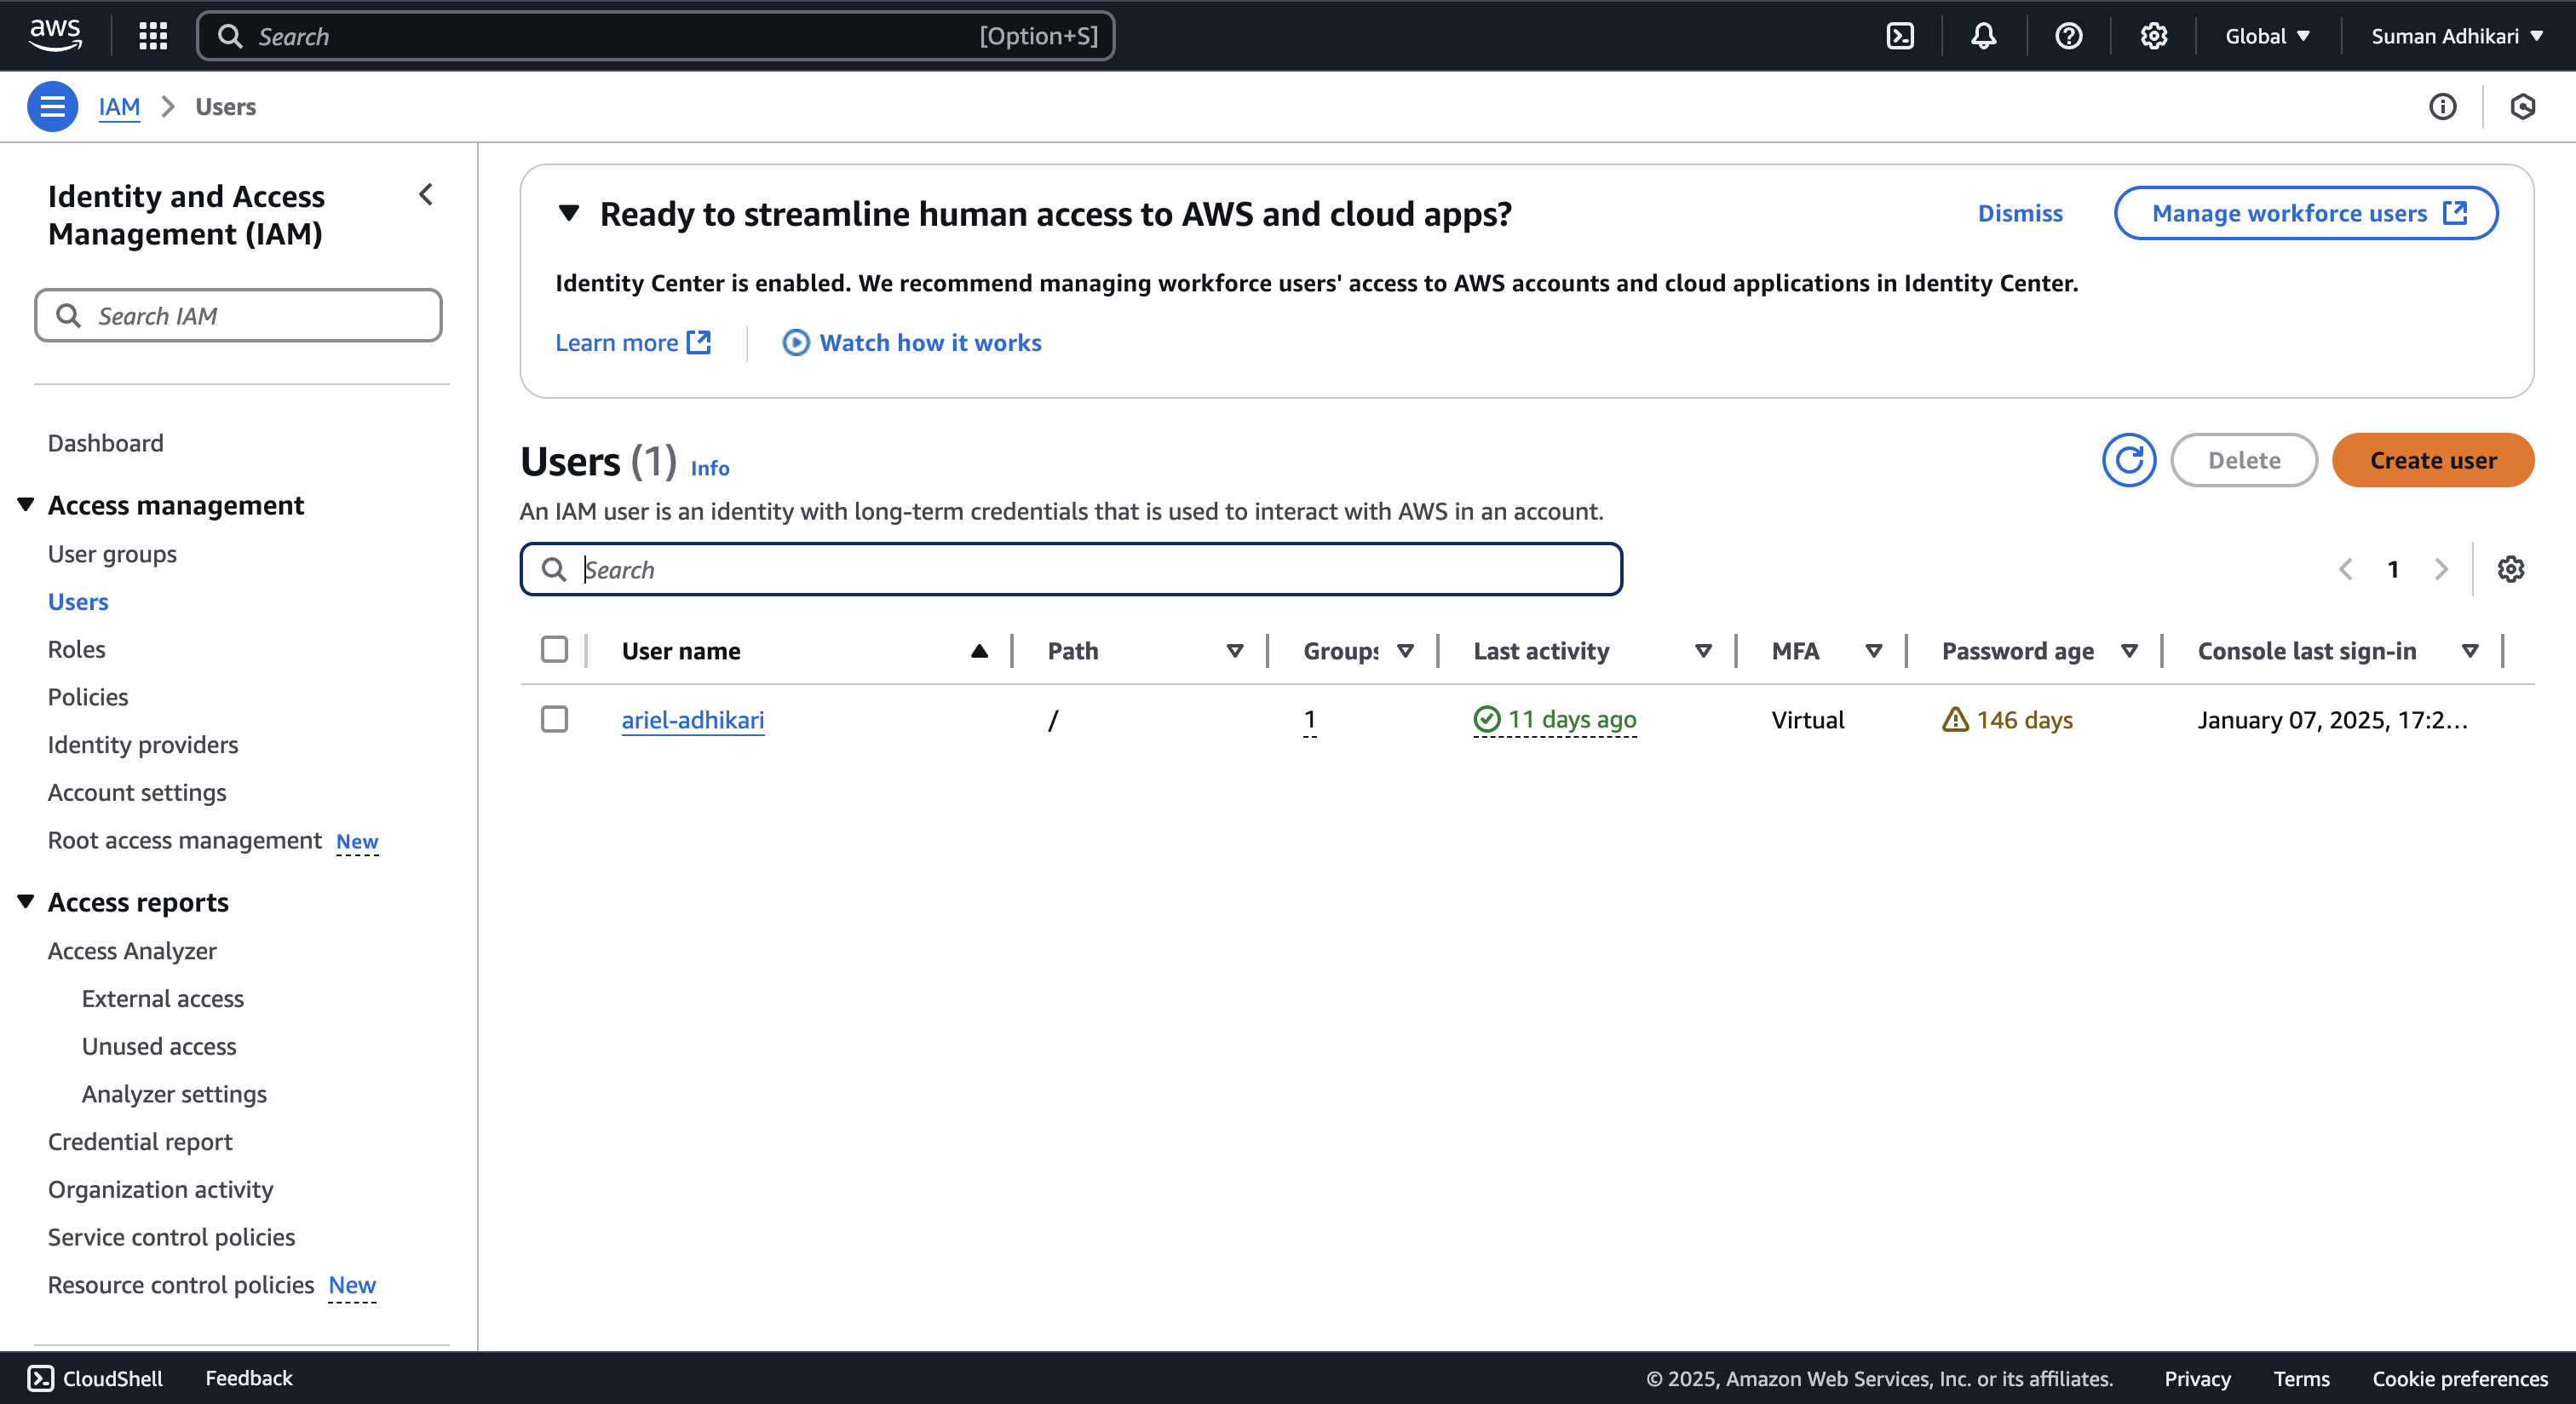 aws
Search [Option+S]
Global
Suman Adhikari
IAM
Users
Identity and Access
Management (IAM)
Search IAM
Dashboard
Access management
User groups
Users
Roles
Policies
Identity providers
Account settings
Root access management New
Access reports
Access Analyzer
External access
Unused access
Analyzer settings
Credential report
Organization activity
Service control policies
Resource control policies New
Ready to streamline human access to AWS and cloud apps?
Dismiss
Manage workforce users
Identity Center is enabled. We recommend managing workforce users' access to AWS accounts and cloud applications in Identity Center.
Learn more
Watch how it works
Users (1) Info
Delete
Create user
An IAM user is an identity with long-term credentials that is used to interact with AWS in an account.
Search
1
User name Path Groups Last activity MFA Password age Console last sign-in
ariel-adhikari / 1 11 days ago Virtual 146 days January 07, 2025, 17:2...
CloudShell Feedback © 2025, Amazon Web Services, Inc. or its affiliates. Privacy Terms Cookie preferences